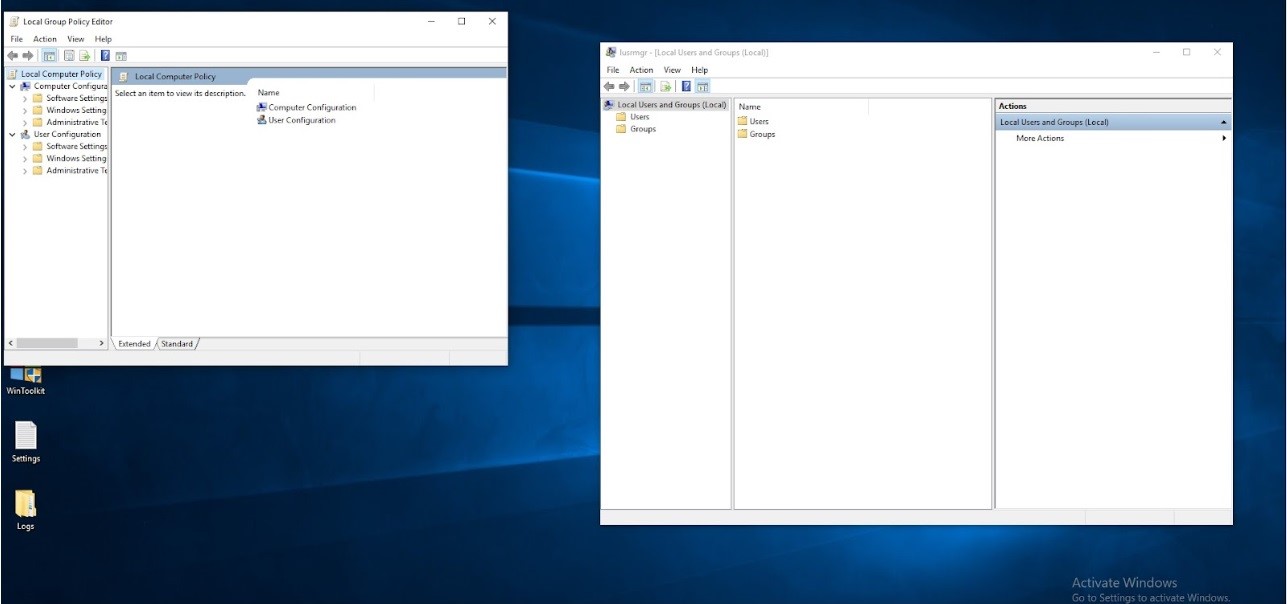 Local Group Policy Editor
File Action View Help
Local Computer Policy
Computer Configura
Software Settings
Windows Setting
Administrative Te
User Configuration
Software Settings
Windows Setting
Administrative Te
Local Computer Policy
Select an item to view its description.
Name
Computer Configuration
User Configuration
Extended Standard
WinToolkit
Settings
Logs
lusrmgr - [Local Users and Groups (Local)]
File Action View Help
Local Users and Groups (Local)
Users
Groups
Name
Users
Groups
Actions
Local Users and Groups (Local)
More Actions
Activate Windows
Go to Settings to activate Windows.